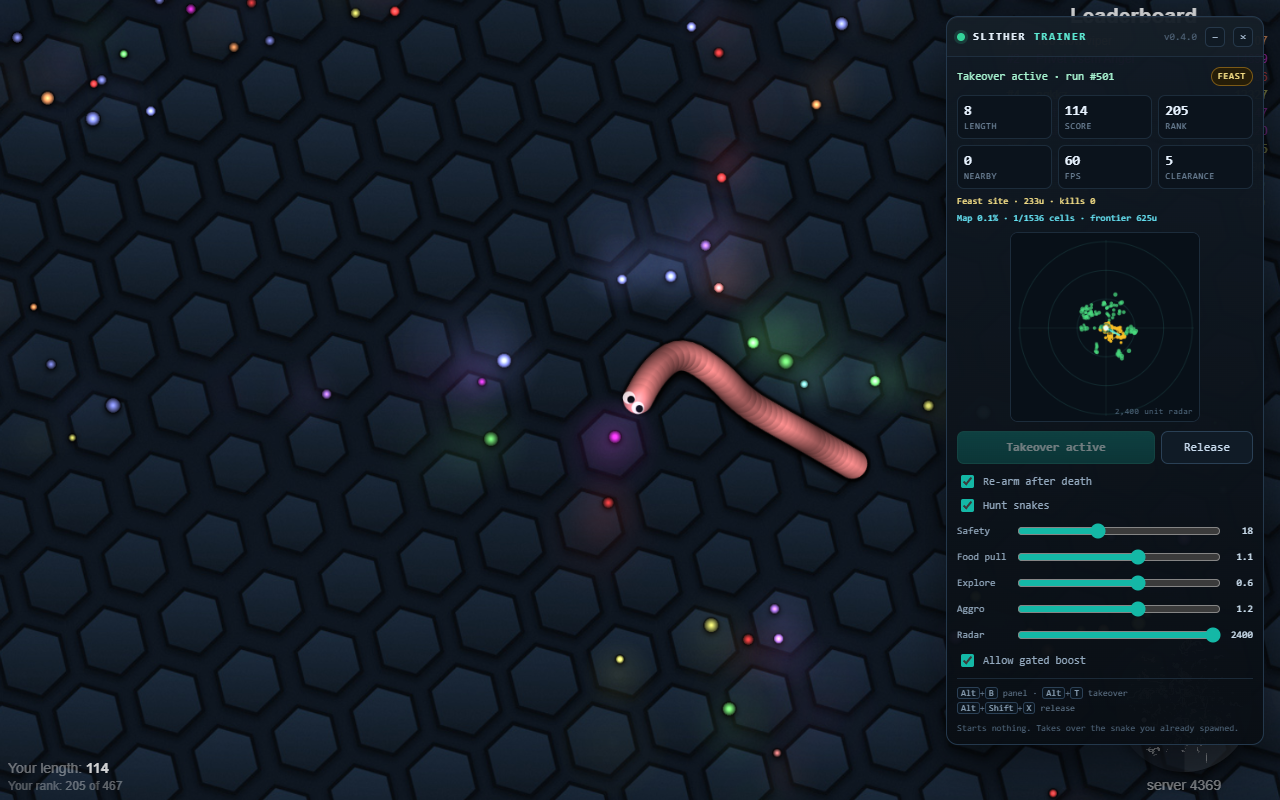 Leaderboard
SLITHER TRAINER v0.4.0 − ×
Takeover active · run #501 FEAST
8 114 205
LENGTH SCORE RANK
0 60 5
NEARBY FPS CLEARANCE
Feast site · 233u · kills 0
Map 0.1% · 1/1536 cells · frontier 625u
2,400 unit radar
Takeover active Release
Re-arm after death
Hunt snakes
Safety 18
Food pull 1.1
Explore 0.6
Aggro 1.2
Radar 2400
Allow gated boost
Alt+B panel · Alt+T takeover
Alt+Shift+X release
Starts nothing. Takes over the snake you already spawned.
Your length: 114
Your rank: 205 of 467
server 4369